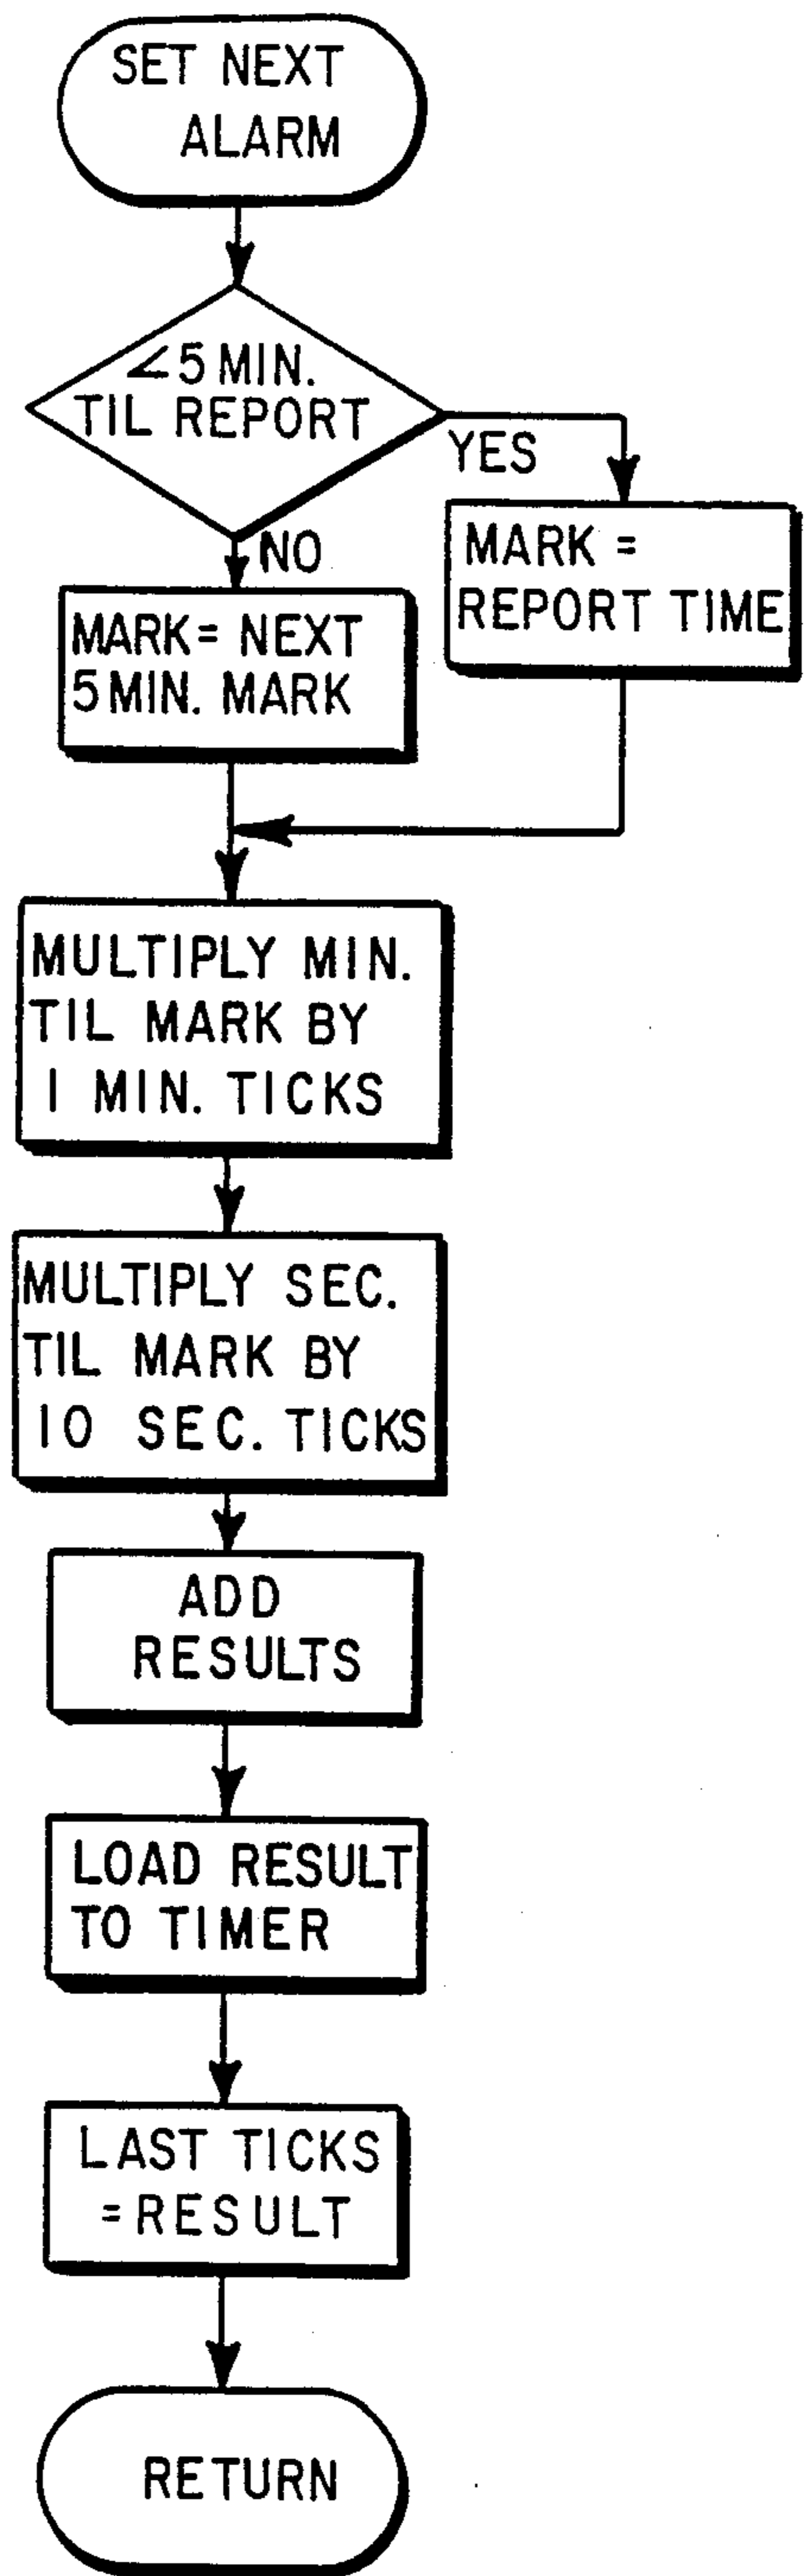 SET NEXT
ALARM
∠5 MIN.
TIL REPORT
YES
NO
MARK =
REPORT TIME
MARK = NEXT
5 MIN. MARK
MULTIPLY MIN.
TIL MARK BY
1 MIN. TICKS
MULTIPLY SEC.
TIL MARK BY
10 SEC. TICKS
ADD
RESULTS
LOAD RESULT
TO TIMER
LAST TICKS
= RESULT
RETURN